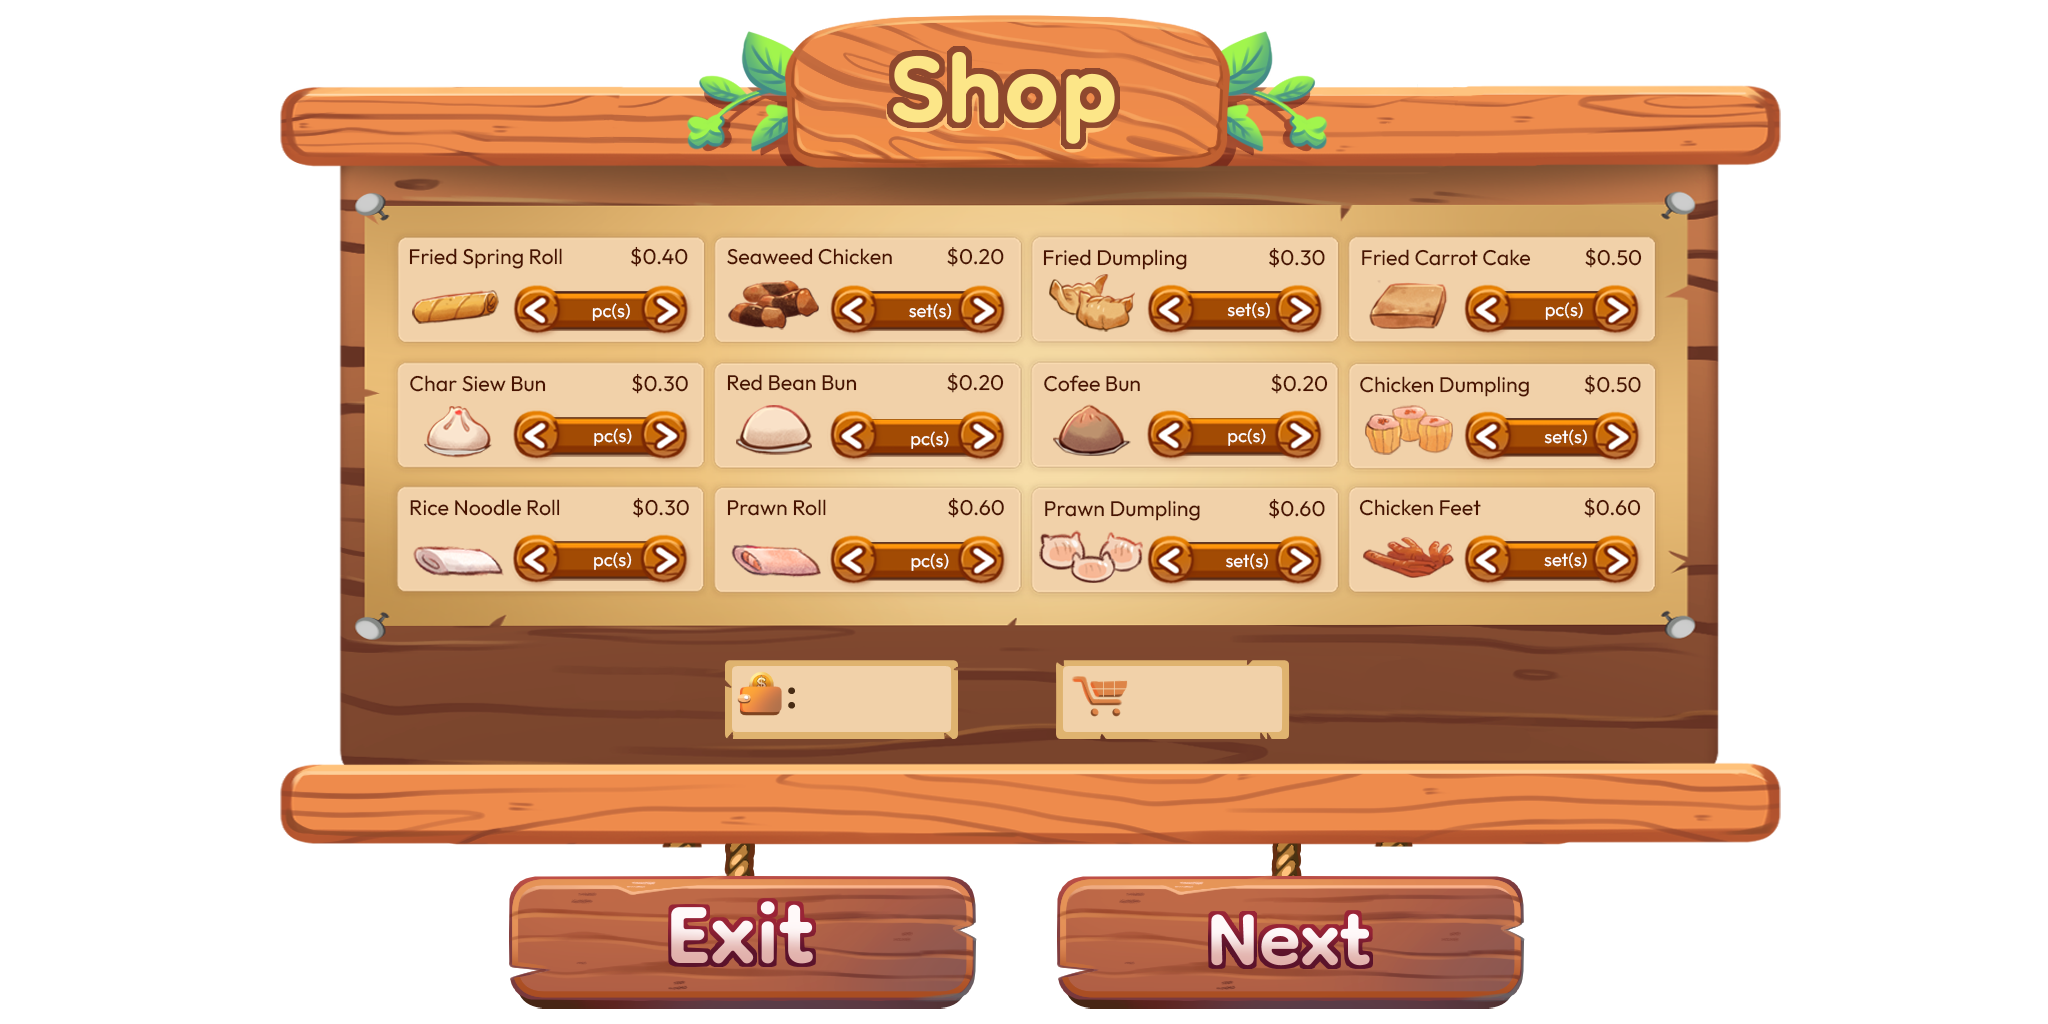 Shop
Fried Spring Roll $0.40
pc(s)
Seaweed Chicken $0.20
set(s)
Fried Dumpling $0.30
set(s)
Fried Carrot Cake $0.50
pc(s)
Char Siew Bun $0.30
pc(s)
Red Bean Bun $0.20
pc(s)
Cofee Bun $0.20
pc(s)
Chicken Dumpling $0.50
set(s)
Rice Noodle Roll $0.30
pc(s)
Prawn Roll $0.60
pc(s)
Prawn Dumpling $0.60
set(s)
Chicken Feet $0.60
set(s)
$ :
Exit
Next